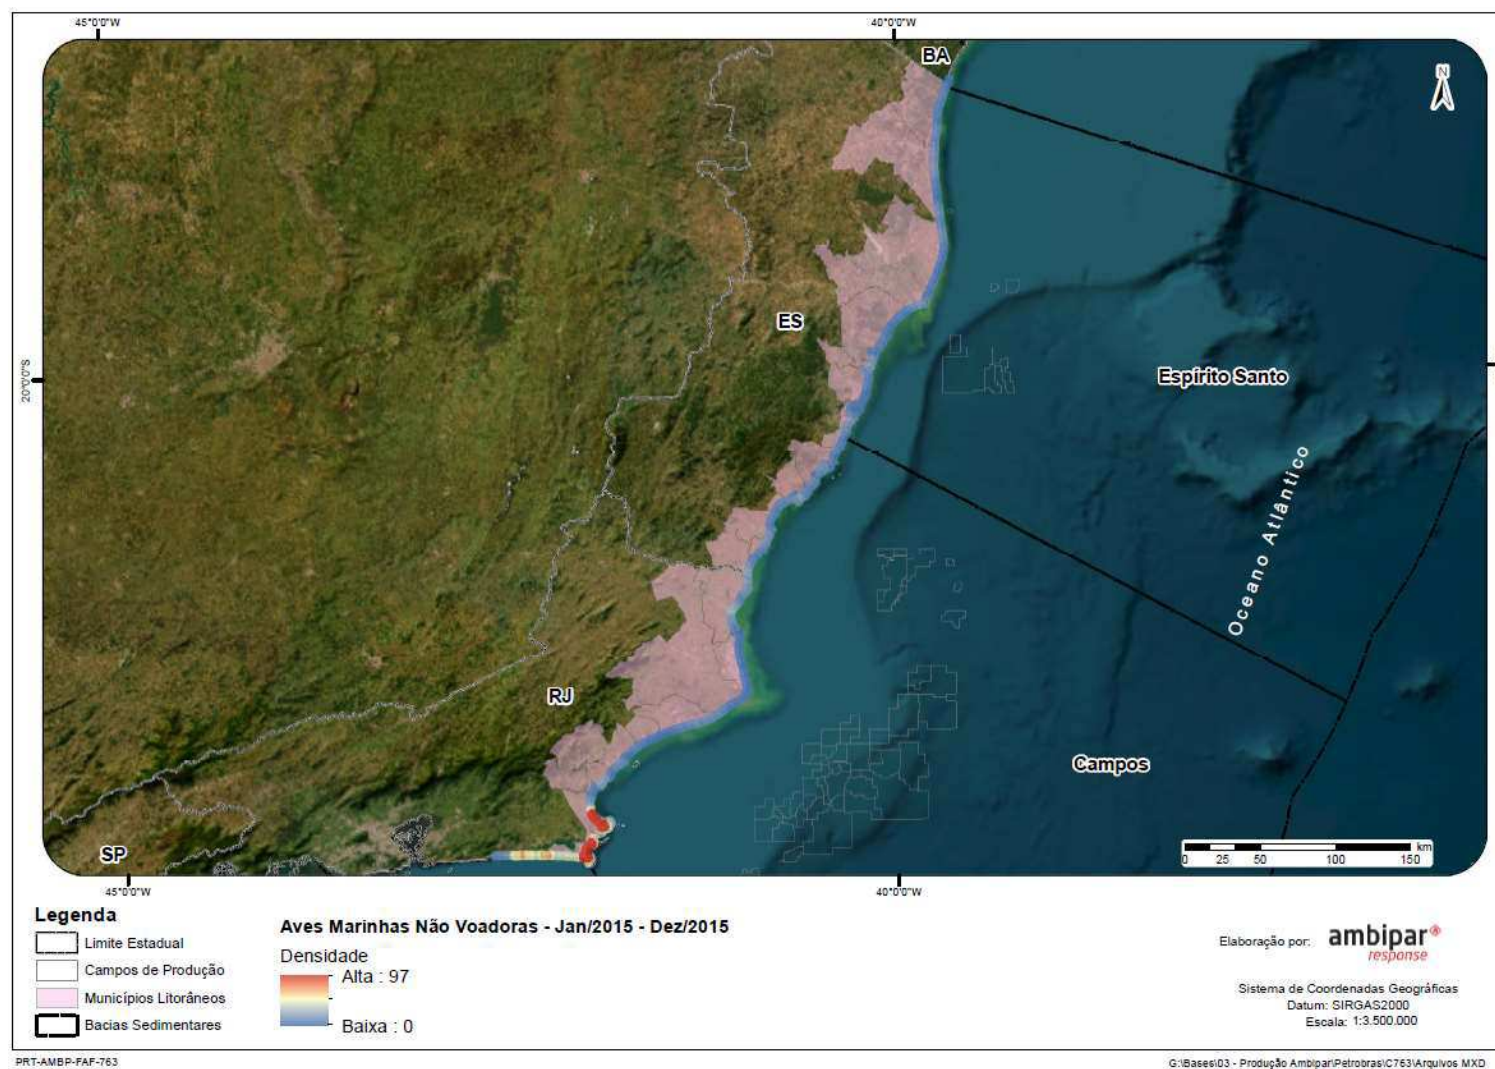 45°0'0"W
40°0'0"W
BA
N
ES
20°0'0"S
Espírito Santo
Oceano Atlântico
RJ
Campos
SP
km
0 25 50 100 150
45°0'0"W
40°0'0"W
Legenda
Limite Estadual
Campos de Produção
Municípios Litorâneos
Bacias Sedimentares
Aves Marinhas Não Voadoras - Jan/2015 - Dez/2015
Densidade
Alta : 97
Baixa : 0
Elaboração por: ambipar®
response
Sistema de Coordenadas Geográficas
Datum: SIRGAS2000
Escala: 1:3.500.000
PRT-AMBP-FAF-763
G:\Bases\03 - Produção Ambipar\Petrobras\C763\Arquivos MXD